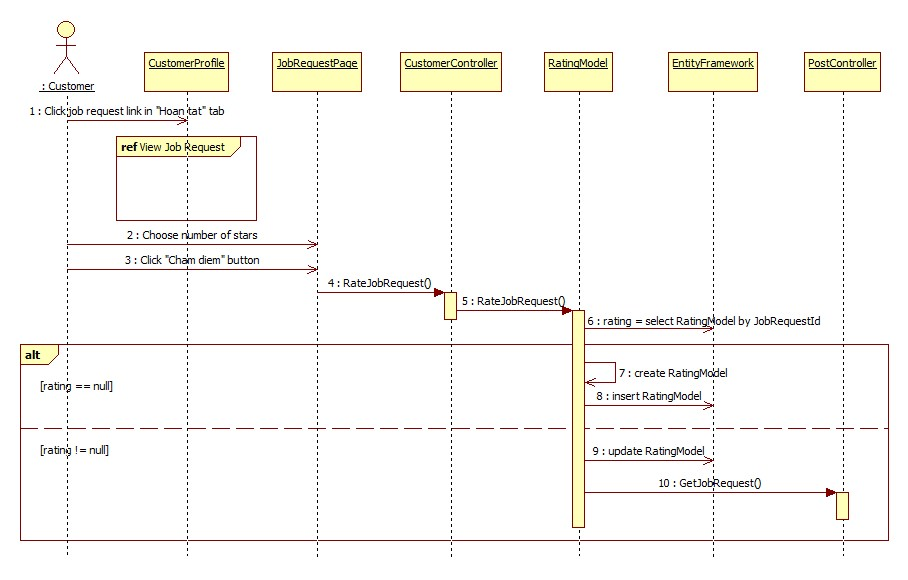 : Customer
CustomerProfile
JobRequestPage
CustomerController
RatingModel
EntityFramework
PostController
1 : Click job request link in "Hoan tat" tab
ref View Job Request
2 : Choose number of stars
3 : Click "Cham diem" button
4 : RateJobRequest()
5 : RateJobRequest()
6 : rating = select RatingModel by JobRequestId
alt
7 : create RatingModel
[rating == null]
8 : insert RatingModel
[rating != null]
9 : update RatingModel
10 : GetJobRequest()